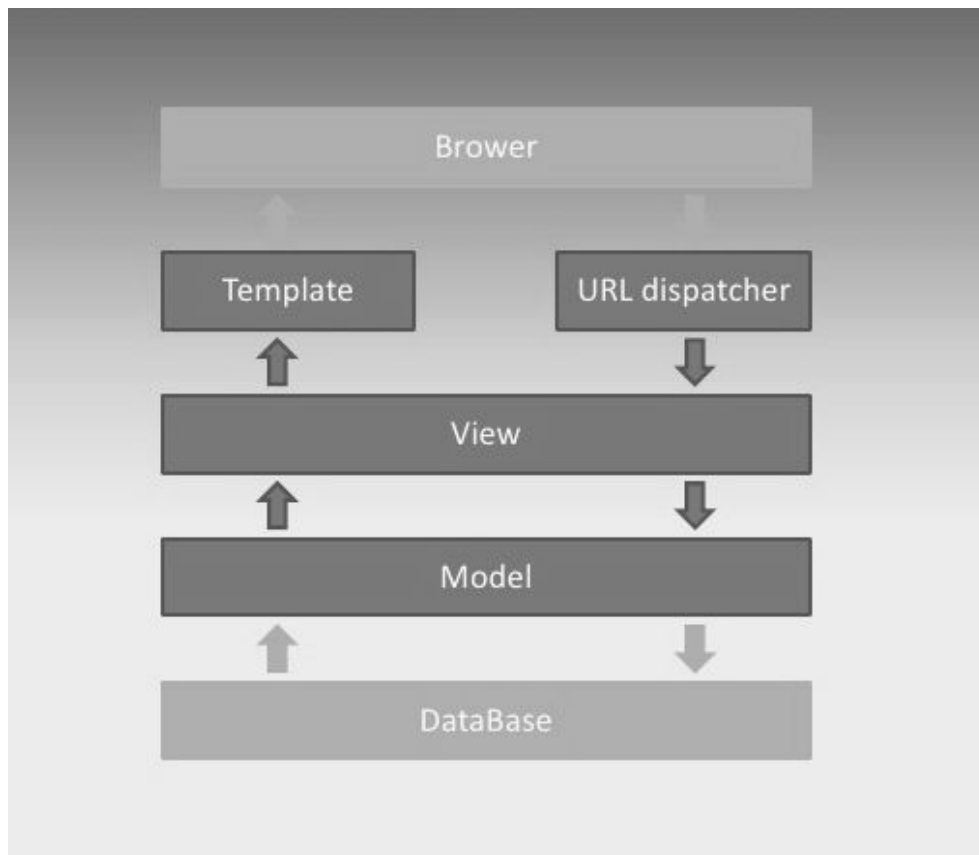 Brower
Template
URL dispatcher
View
Model
DataBase